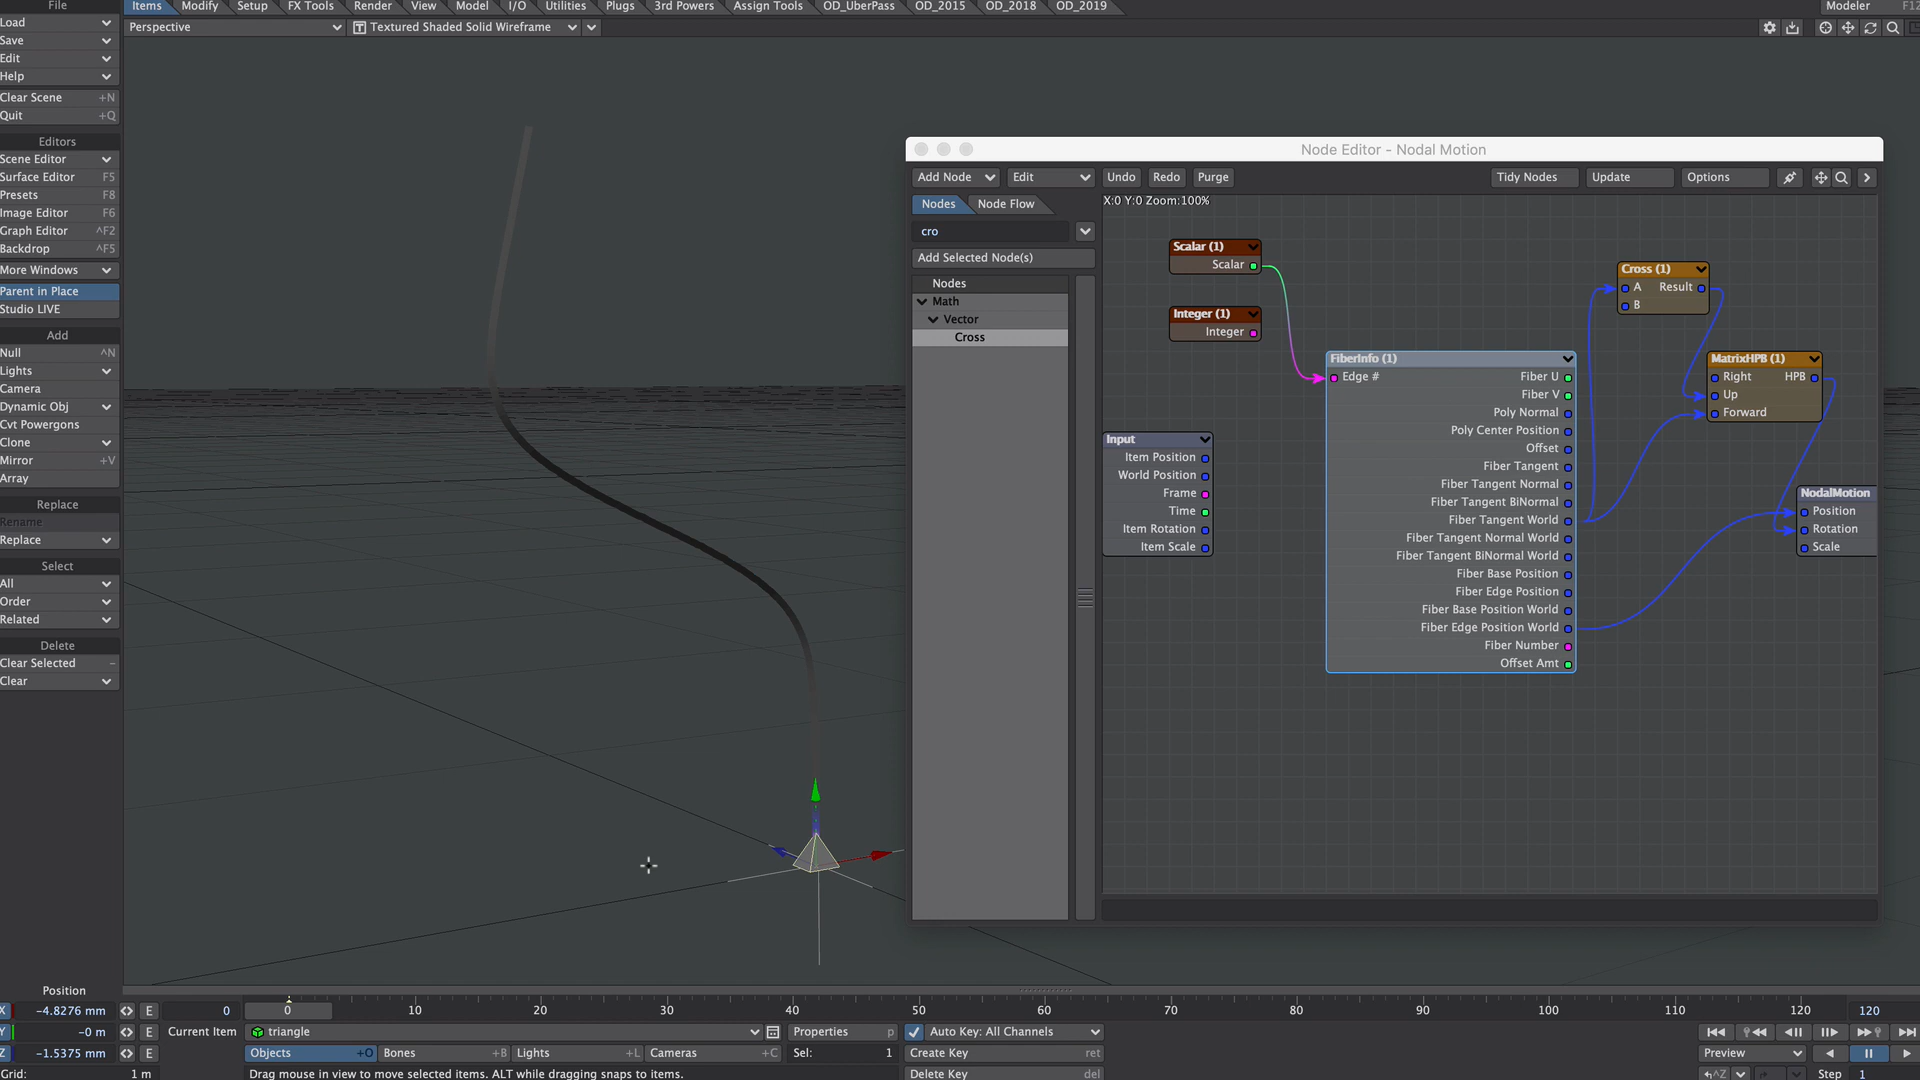 File
Items Modify Setup FX Tools Render View Model I/O Utilities Plugs 3rd Powers Assign Tools OD_UberPass OD_2015 OD_2018 OD_2019 Modeler F12
Load
Perspective Textured Shaded Solid Wireframe
Save
Edit
Help
Clear Scene +N
Quit +Q
Editors
Scene Editor
Surface Editor F5
Presets F8
Image Editor F6
Graph Editor ^F2
Backdrop ^F5
More Windows
Parent in Place
Studio LIVE
Add
Null ^N
Lights
Camera
Dynamic Obj
Cvt Powergons
Clone
Mirror +V
Array
Replace
Rename
Replace
Select
All
Order
Related
Delete
Clear Selected -
Clear
Node Editor - Nodal Motion
Add Node Edit Undo Redo Purge Tidy Nodes Update Options
Nodes Node Flow
X:0 Y:0 Zoom:100%
cro
Add Selected Node(s)
Nodes
Math
Vector
Cross
Scalar (1)
Scalar
Integer (1)
Integer
Input
Item Position
World Position
Frame
Time
Item Rotation
Item Scale
FiberInfo (1)
Edge # Fiber U
Fiber V
Poly Normal
Poly Center Position
Offset
Fiber Tangent
Fiber Tangent Normal
Fiber Tangent BiNormal
Fiber Tangent World
Fiber Tangent Normal World
Fiber Tangent BiNormal World
Fiber Base Position
Fiber Edge Position
Fiber Base Position World
Fiber Edge Position World
Fiber Number
Offset Amt
Cross (1)
A Result
B
MatrixHPB (1)
Right HPB
Up
Forward
NodalMotion
Position
Rotation
Scale
Position
X -4.8276 mm E 0 0 10 20 30 40 50 60 70 80 90 100 110 120 120
Y -0 m E Current Item triangle Properties p Auto Key: All Channels
Z -1.5375 mm E Objects +O Bones +B Lights +L Cameras +C Sel: 1 Create Key ret Preview
Grid: 1 m Drag mouse in view to move selected items. ALT while dragging snaps to items. Delete Key del ^Z Step 1